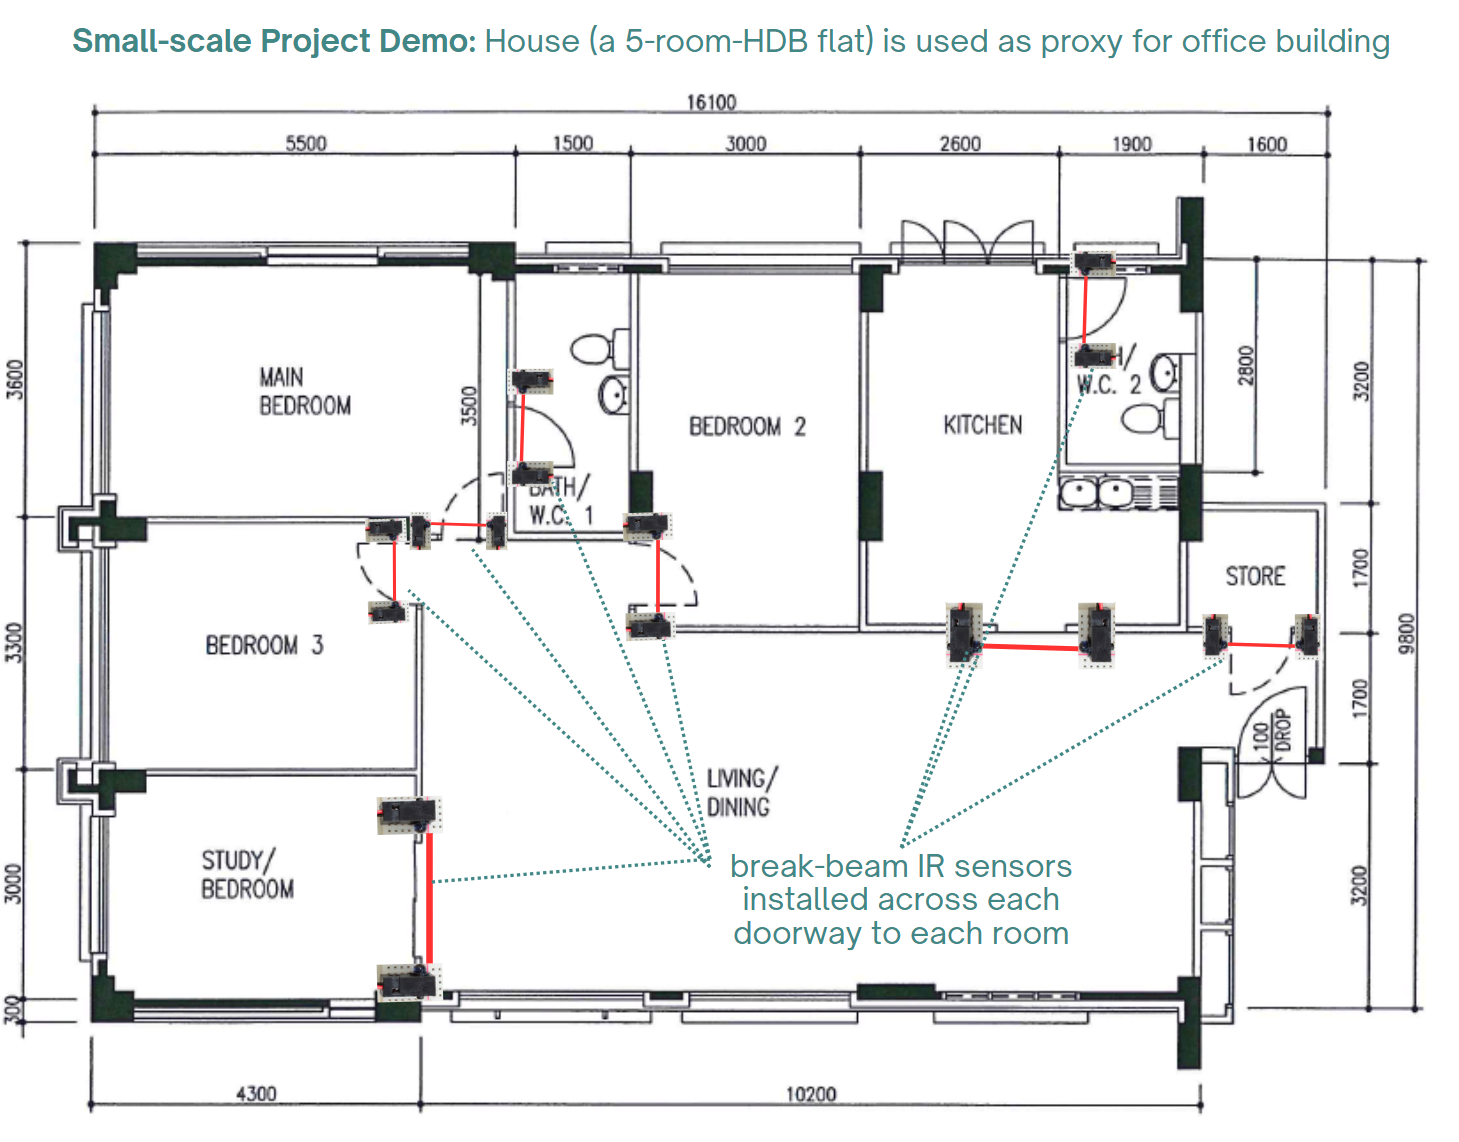 Small-scale Project Demo: House (a 5-room-HDB flat) is used as proxy for office building
16100
5500
1500
3000
2600
1900
1600
3600
3300
3000
300
MAIN
BEDROOM
3500
BATH/
W.C. 1
BEDROOM 2
KITCHEN
W.C. 2
2800
3200
1700
1700
3200
9800
STORE
BEDROOM 3
100
DROP
LIVING/
DINING
STUDY/
BEDROOM
break-beam IR sensors
installed across each
doorway to each room
4300
10200